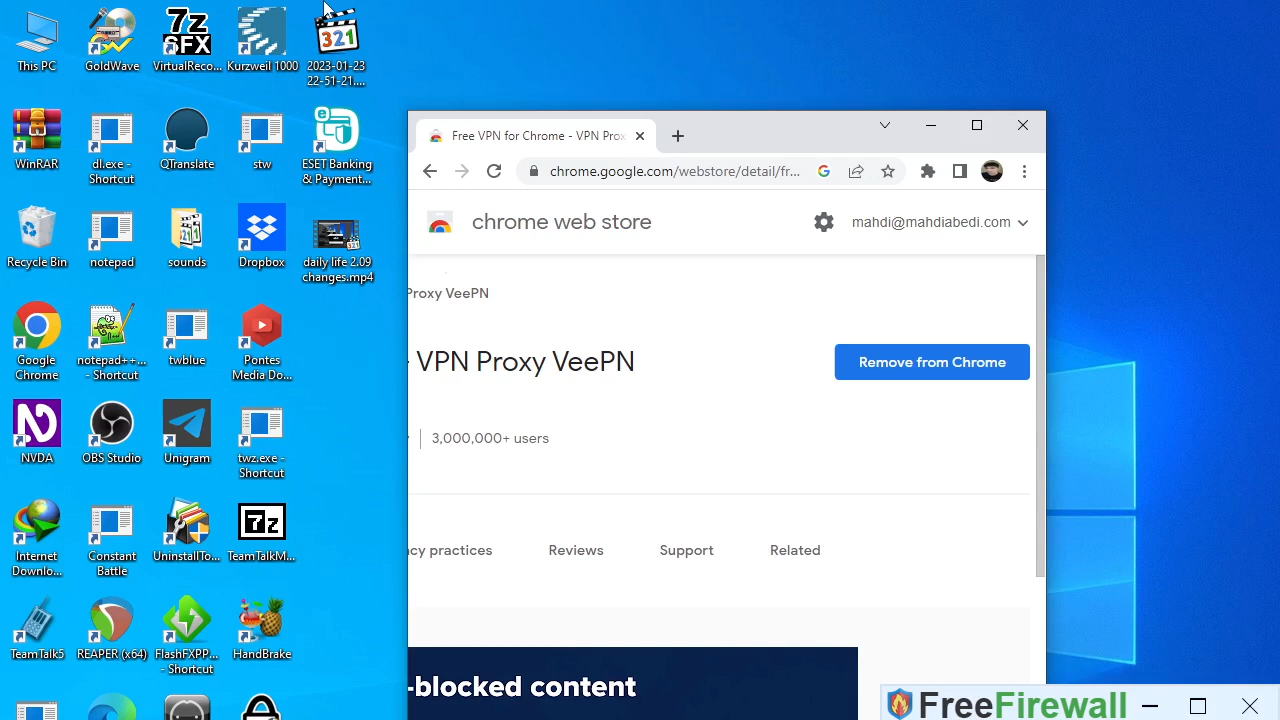 This PC
GoldWave
7z
SFX
VirtualReco...
Kurzweil 1000
321
2023-01-23
22-51-21....
WinRAR
dl.exe -
Shortcut
QTranslate
stw
ESET Banking
& Payment...
Recycle Bin
notepad
sounds
Dropbox
daily life 2.09
changes.mp4
Google
Chrome
notepad++...
- Shortcut
twblue
Pontes
Media Do...
NVDA
OBS Studio
Unigram
twz.exe -
Shortcut
Internet
Downlo...
Constant
Battle
UninstallTo...
7z
TeamTalkM...
TeamTalk5
REAPER (x64)
FlashFXPP...
- Shortcut
HandBrake
Free VPN for Chrome - VPN Prox
chrome.google.com/webstore/detail/fr...
chrome web store
mahdi@mahdiabedi.com
Proxy VeePN
- VPN Proxy VeePN
Remove from Chrome
3,000,000+ users
cy practices
Reviews
Support
Related
-blocked content
FreeFirewall